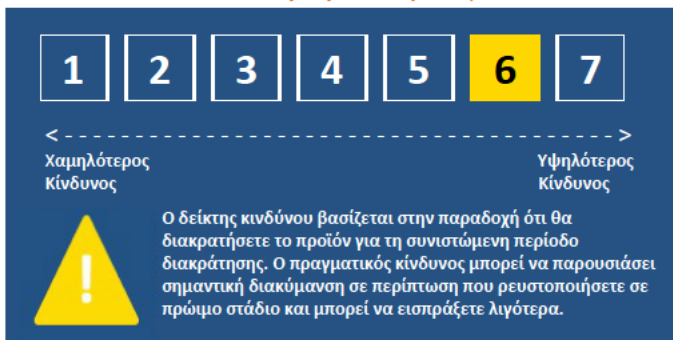 1 2 3 4 5 6 7
< - - - - - - - - - - - - - - - - - - - - - - - - - - - - - - - - - - - - - - - >
Χαμηλότερος Υψηλότερος
Κίνδυνος Κίνδυνος
Ο δείκτης κινδύνου βασίζεται στην παραδοχή ότι θα
διακρατήσετε το προϊόν για τη συνιστώμενη περίοδο
διακράτησης. Ο πραγματικός κίνδυνος μπορεί να παρουσιάσει
σημαντική διακύμανση σε περίπτωση που ρευστοποιήσετε σε
πρώιμο στάδιο και μπορεί να εισπράξετε λιγότερα.